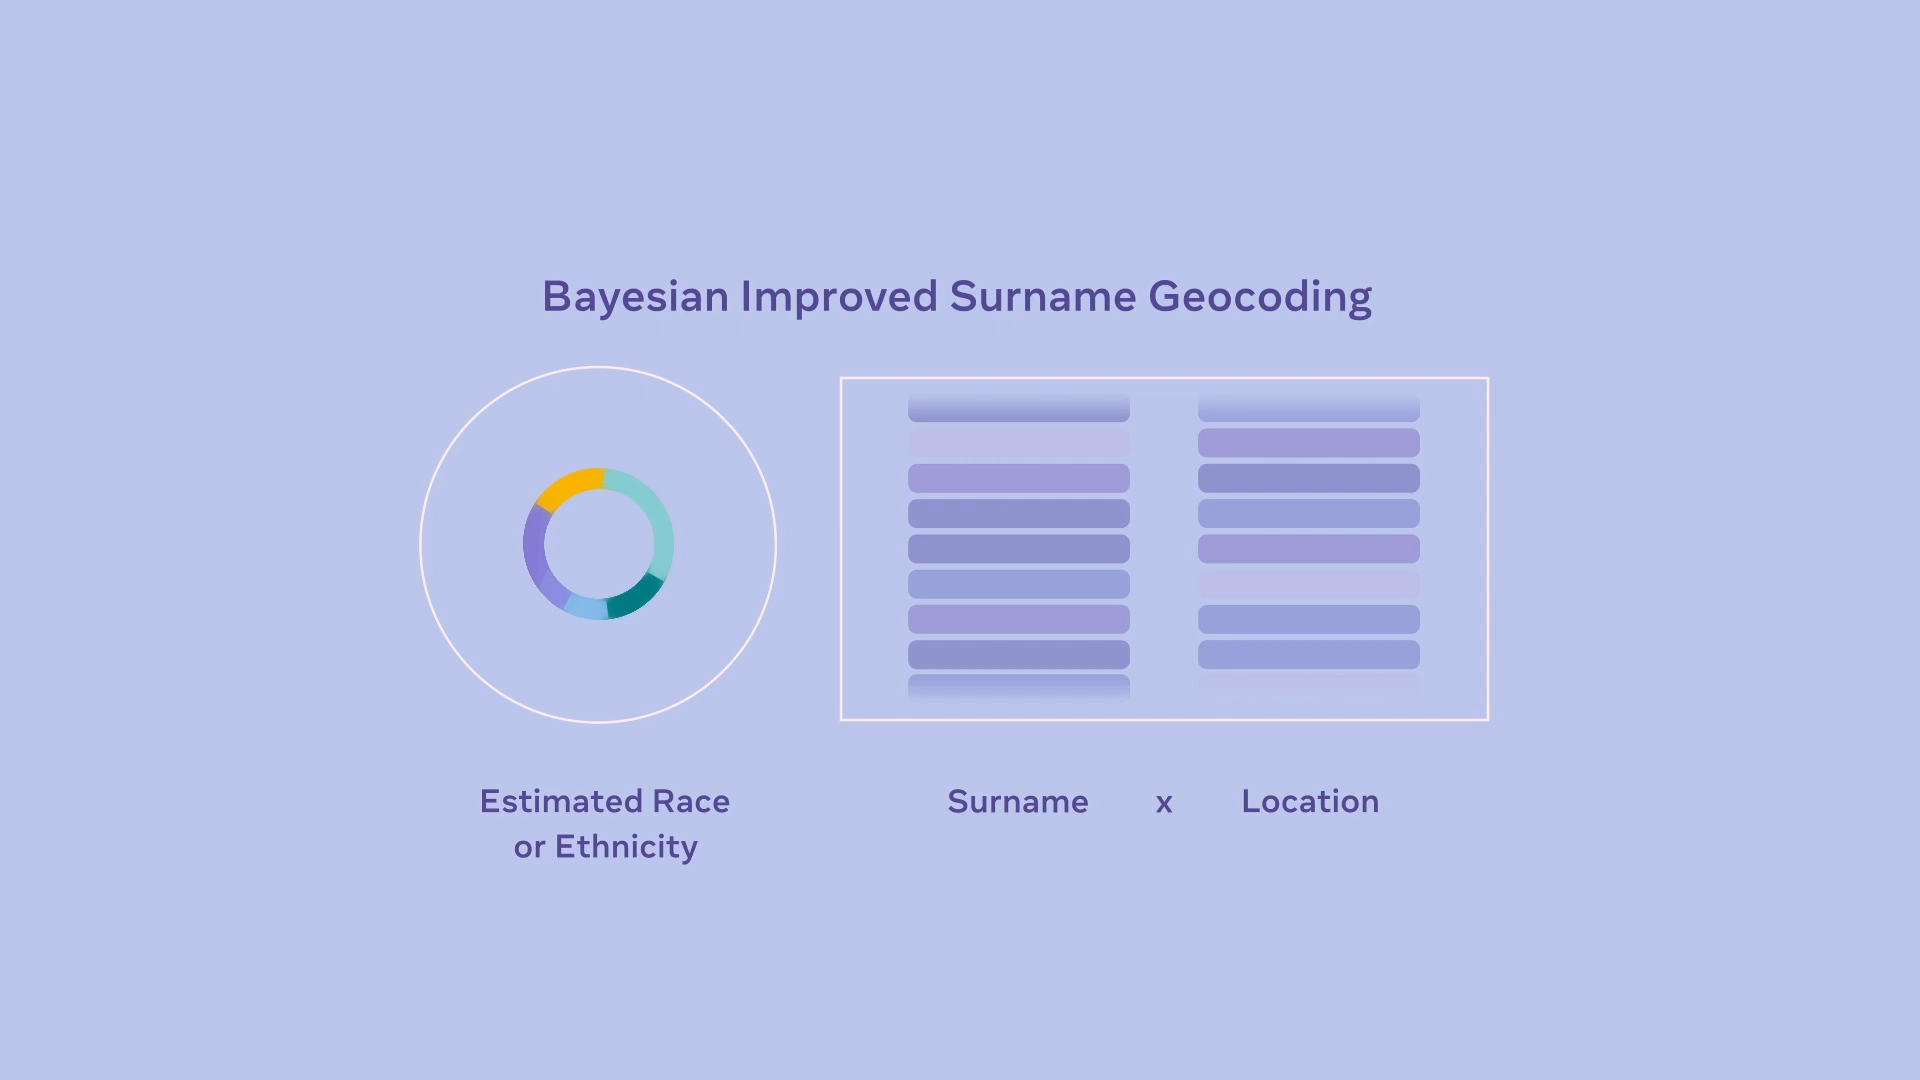 Bayesian Improved Surname Geocoding
Estimated Race
or Ethnicity
Surname x Location